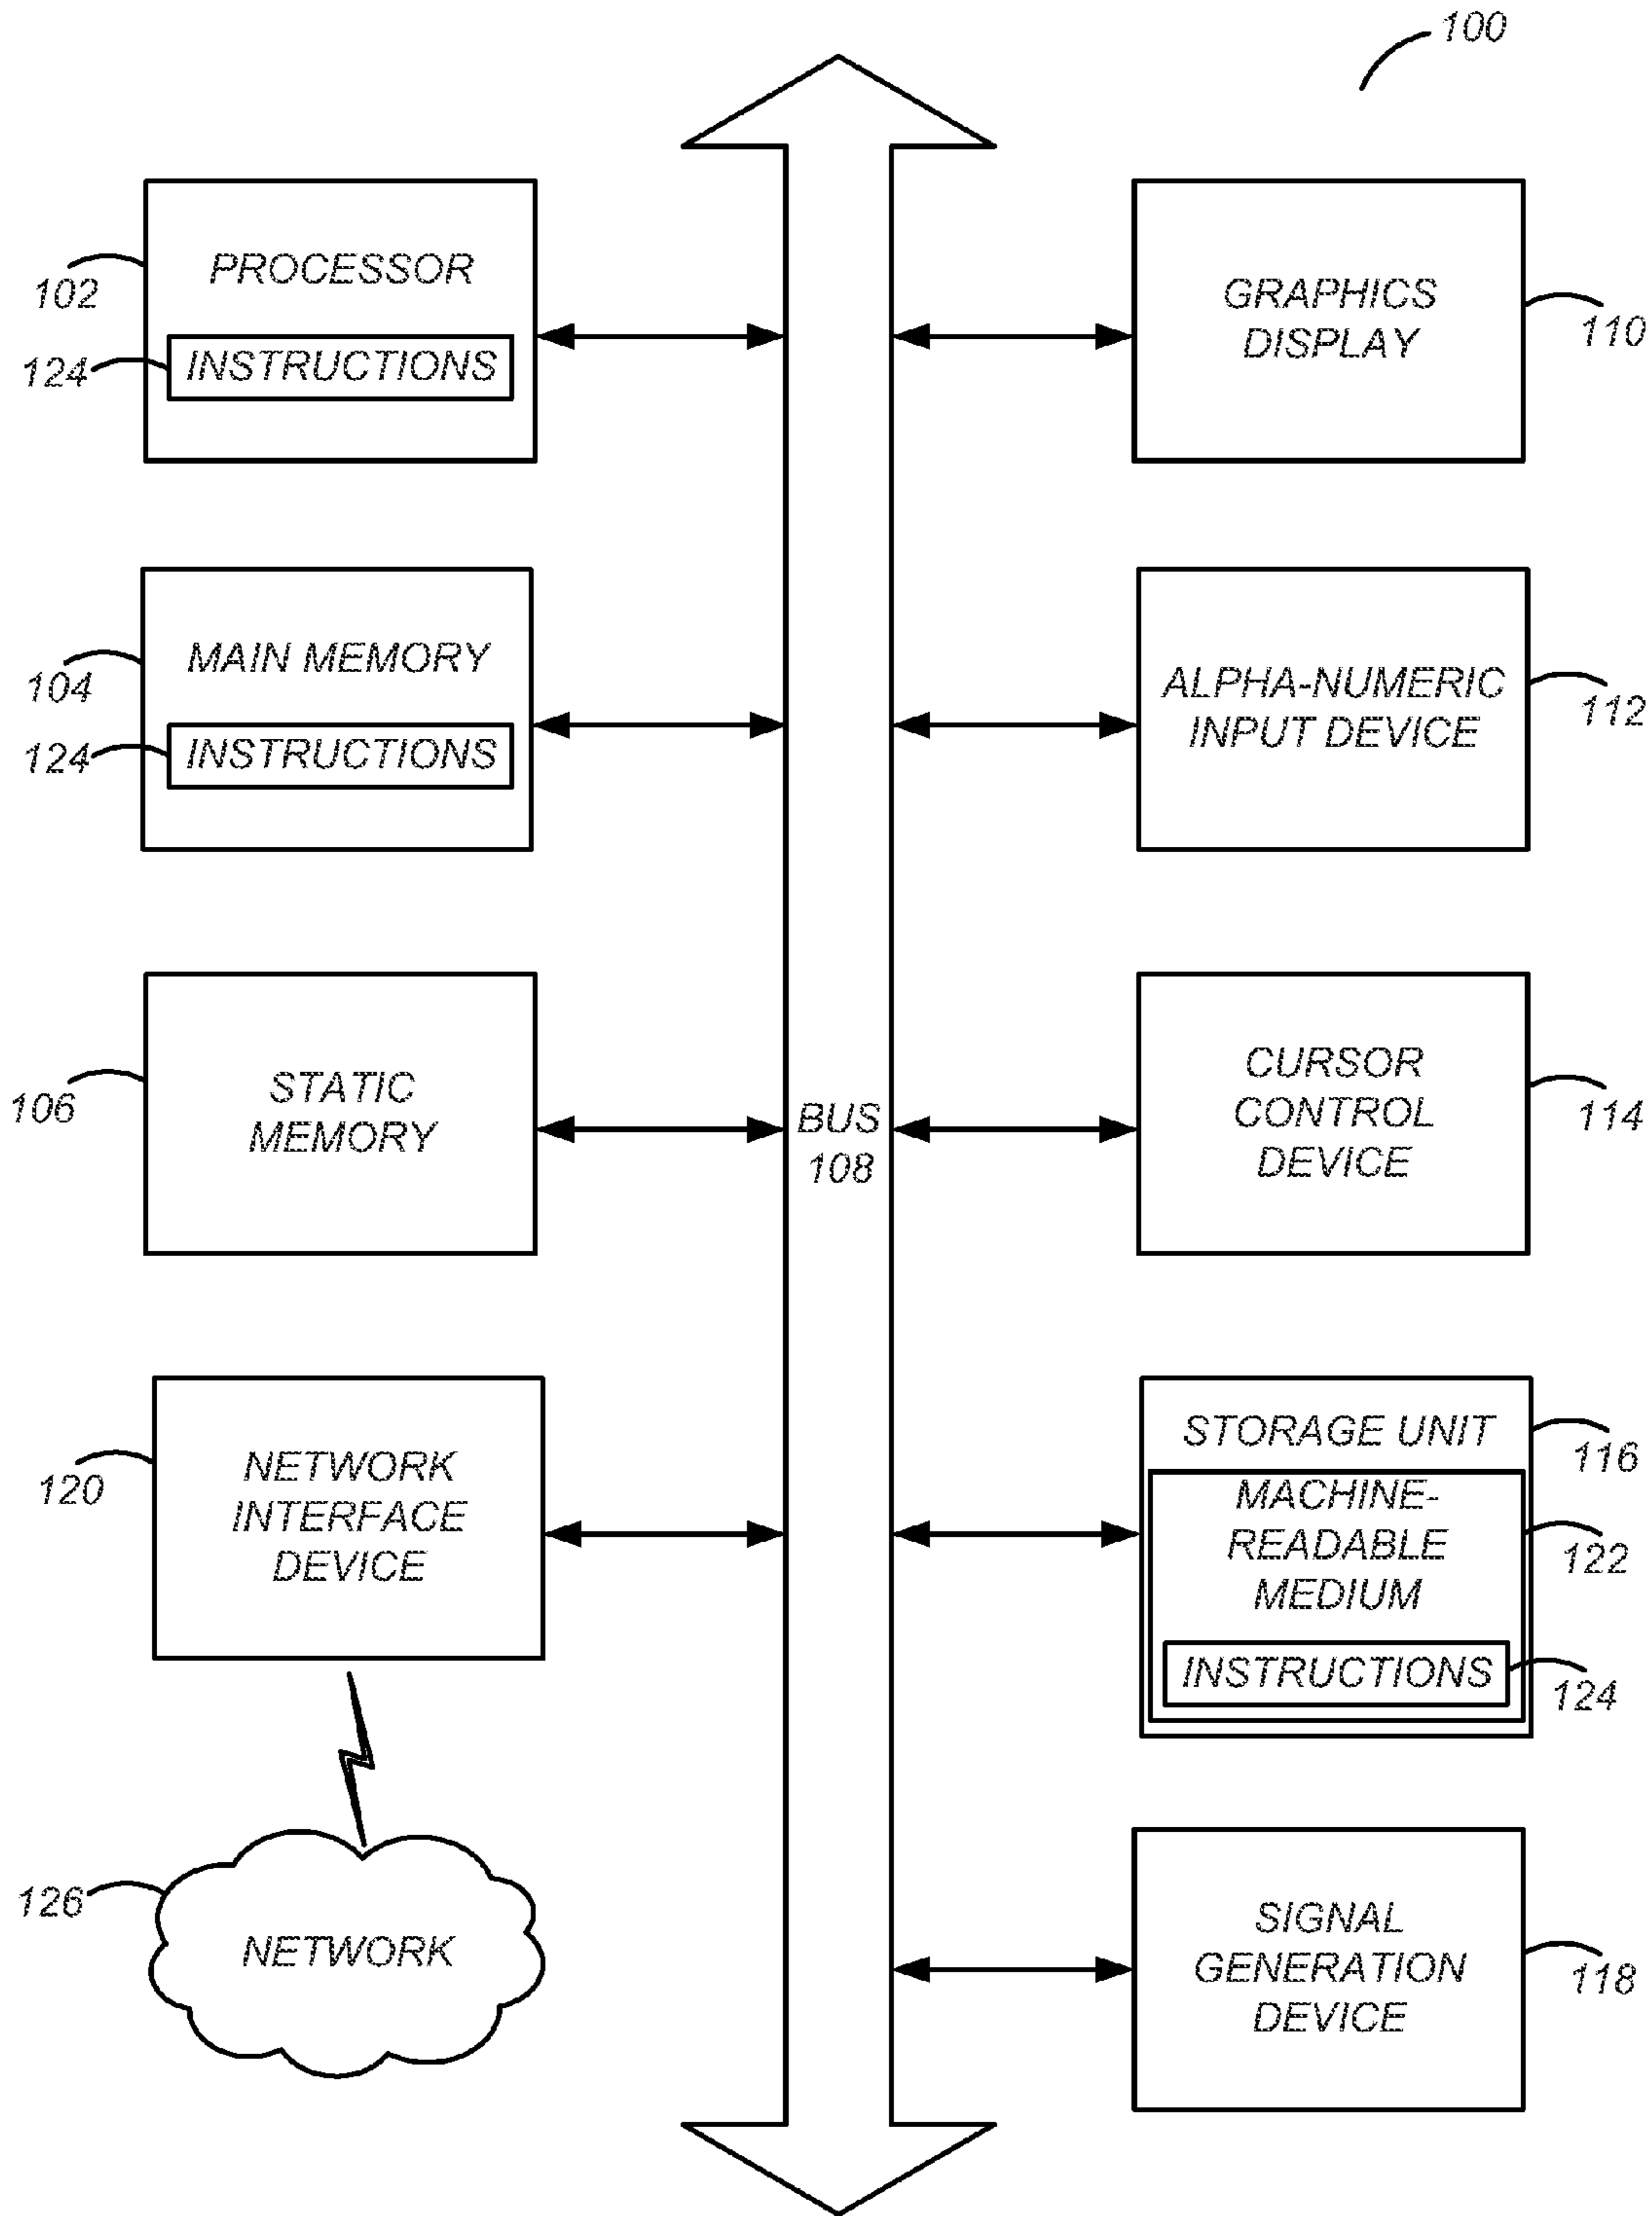 100
PROCESSOR
102
INSTRUCTIONS
124
GRAPHICS
DISPLAY
110
MAIN MEMORY
104
INSTRUCTIONS
124
ALPHA-NUMERIC
INPUT DEVICE
112
STATIC
MEMORY
106
BUS
108
CURSOR
CONTROL
DEVICE
114
NETWORK
INTERFACE
DEVICE
120
STORAGE UNIT
116
MACHINE-
READABLE
MEDIUM
122
INSTRUCTIONS
124
126
NETWORK
SIGNAL
GENERATION
DEVICE
118